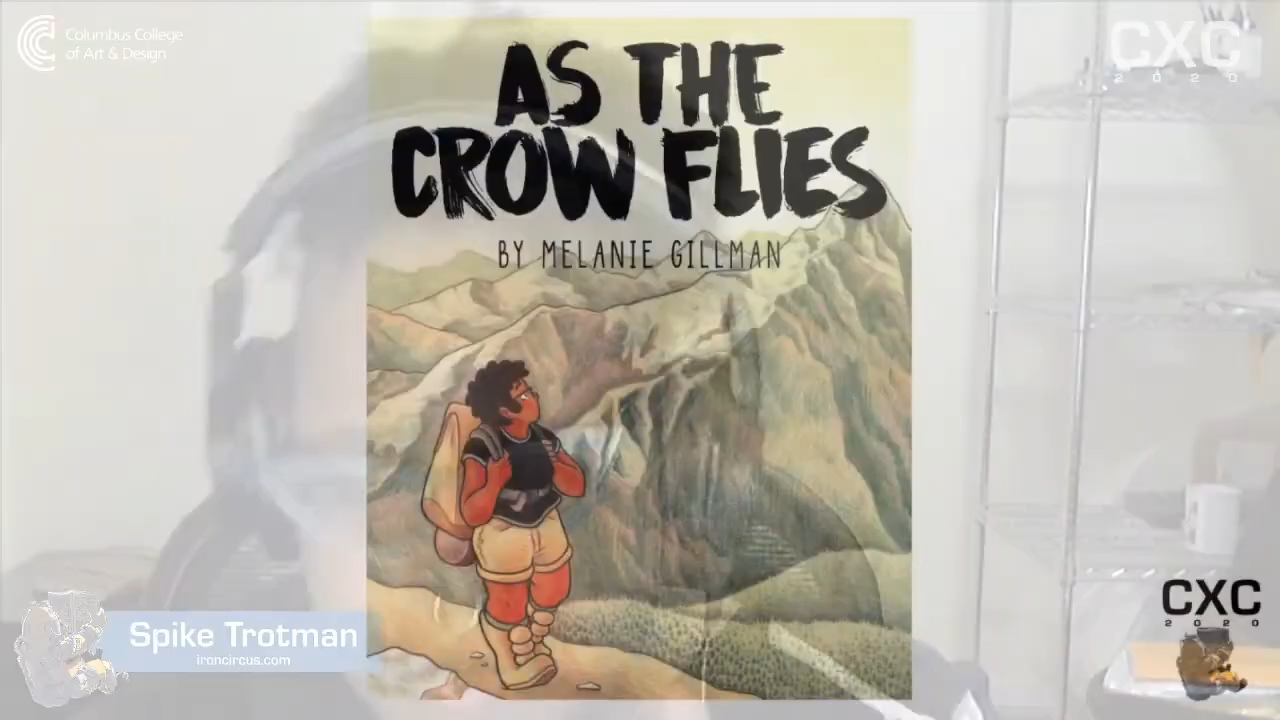 Columbus College
of Art & Design
CXC
2020
AS THE
CROW FLIES
BY MELANIE GILLMAN
Spike Trotman
ironcircus.com
CXC
2020